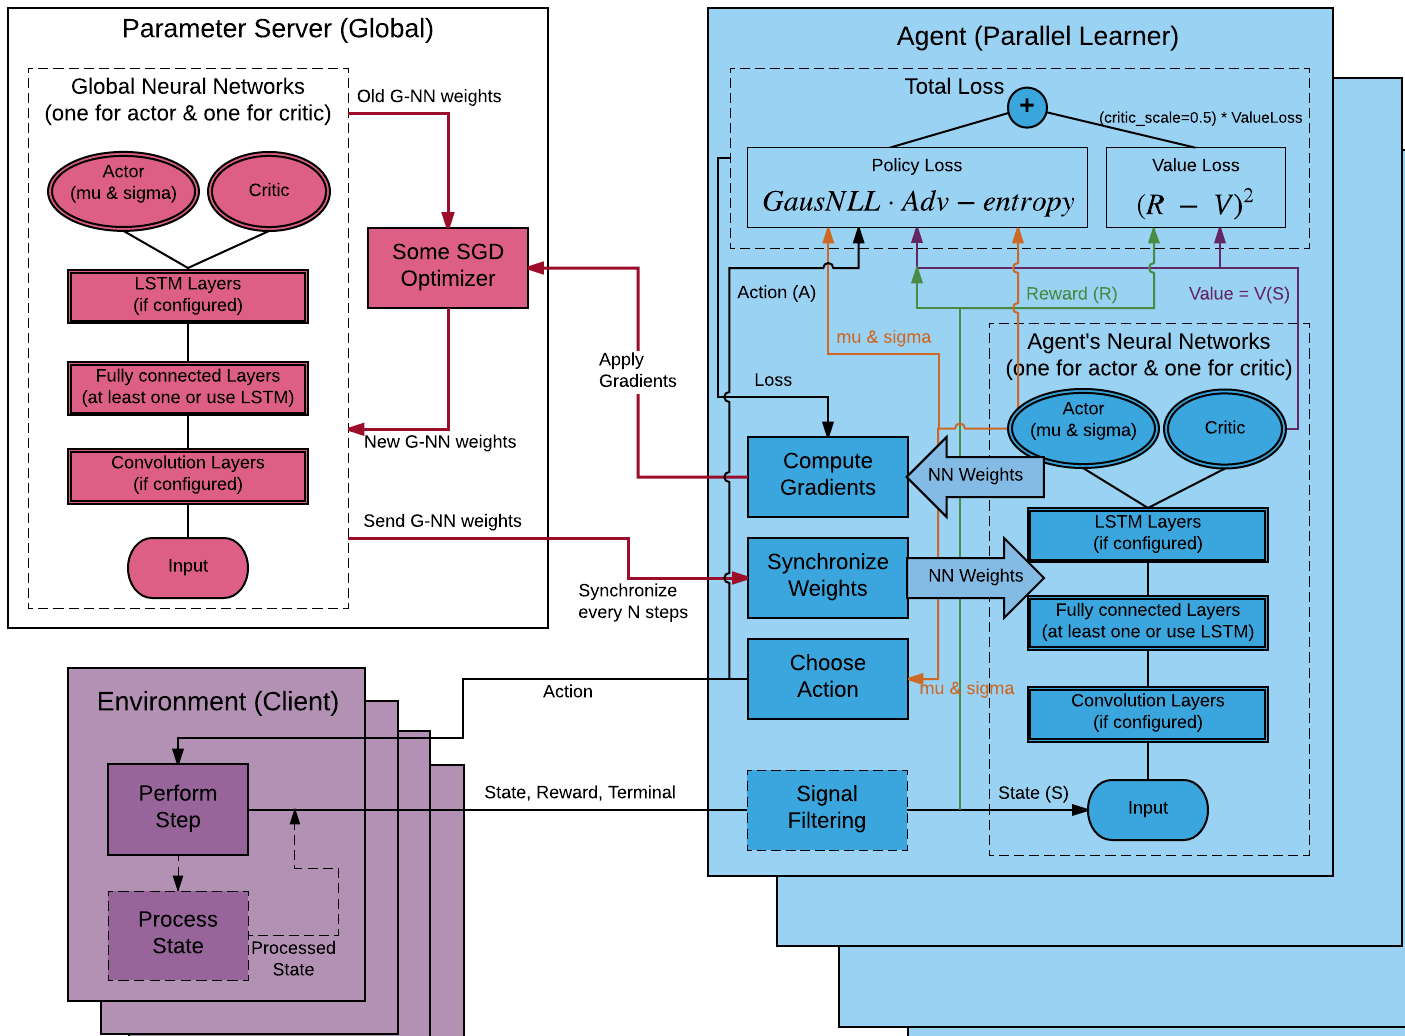 Parameter Server (Global)
Global Neural Networks
(one for actor & one for critic)
Actor
(mu & sigma)
Critic
LSTM Layers
(if configured)
Fully connected Layers
(at least one or use LSTM)
Convolution Layers
(if configured)
Input
Old G-NN weights
Some SGD
Optimizer
New G-NN weights
Send G-NN weights
Apply
Gradients
Synchronize
every N steps
Agent (Parallel Learner)
Total Loss
+
(critic_scale=0.5) * ValueLoss
Policy Loss
GausNLL · Adv − entropy
Value Loss
(R − V)²
Action (A)
Reward (R)
Value = V(S)
mu & sigma
Loss
Agent's Neural Networks
(one for actor & one for critic)
Actor
(mu & sigma)
Critic
Compute
Gradients
NN Weights
LSTM Layers
(if configured)
Synchronize
Weights
NN Weights
Fully connected Layers
(at least one or use LSTM)
Choose
Action
mu & sigma
Convolution Layers
(if configured)
Signal
Filtering
State (S)
Input
Action
State, Reward, Terminal
Environment (Client)
Perform
Step
Process
State
Processed
State